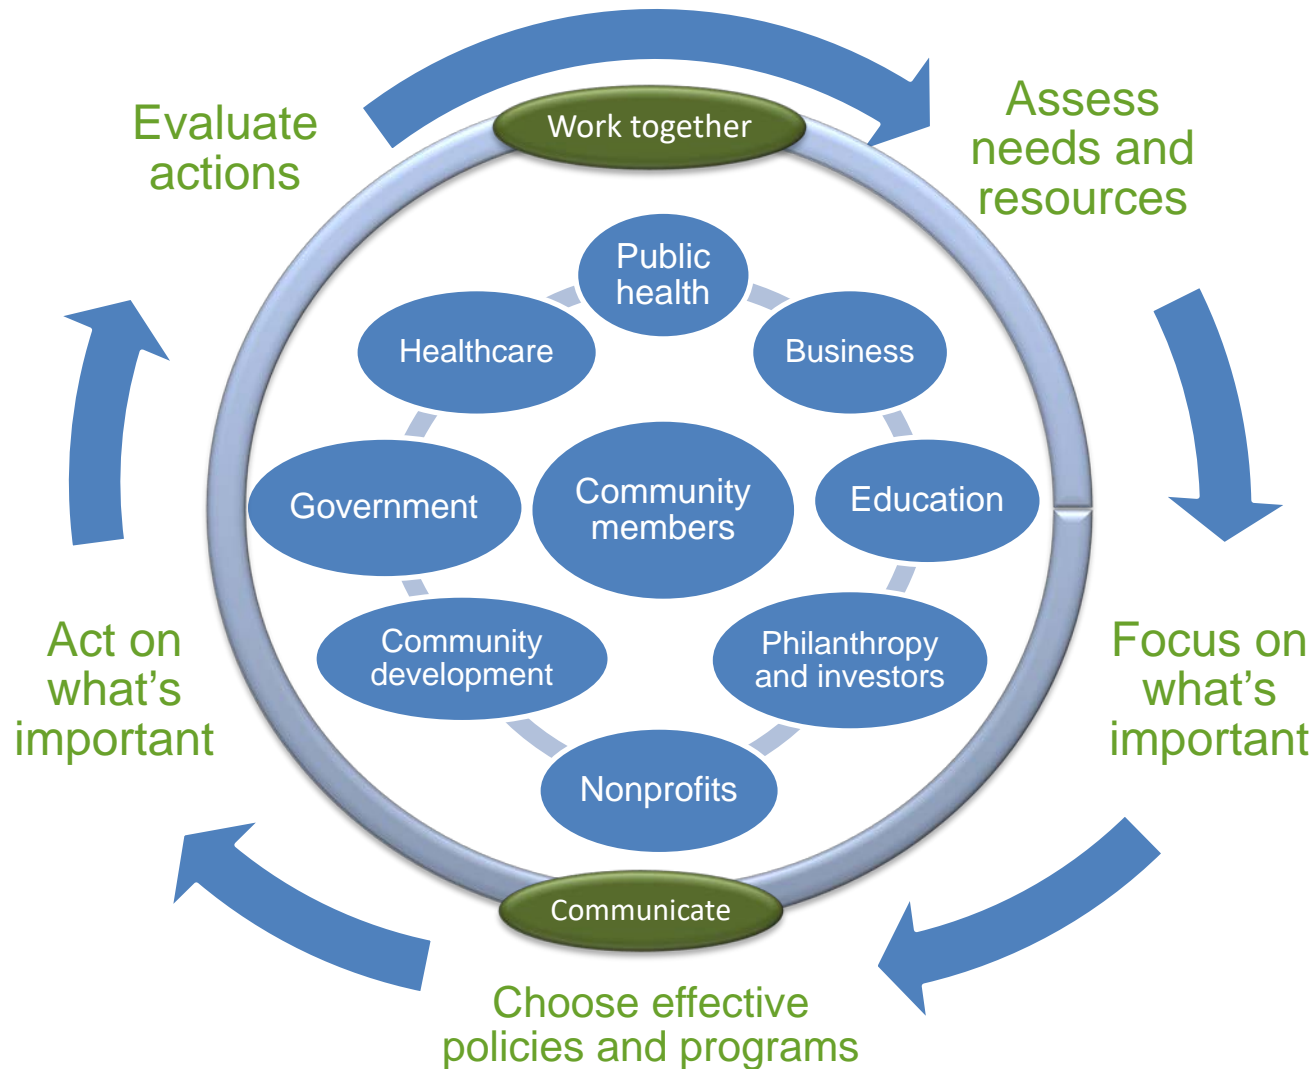 Work together
Assess
needs and
resources
Evaluate
actions
Public
health
Healthcare
Business
Government
Community
members
Education
Community
development
Philanthropy
and investors
Nonprofits
Act on
what's
important
Focus on
what's
important
Communicate
Choose effective
policies and programs